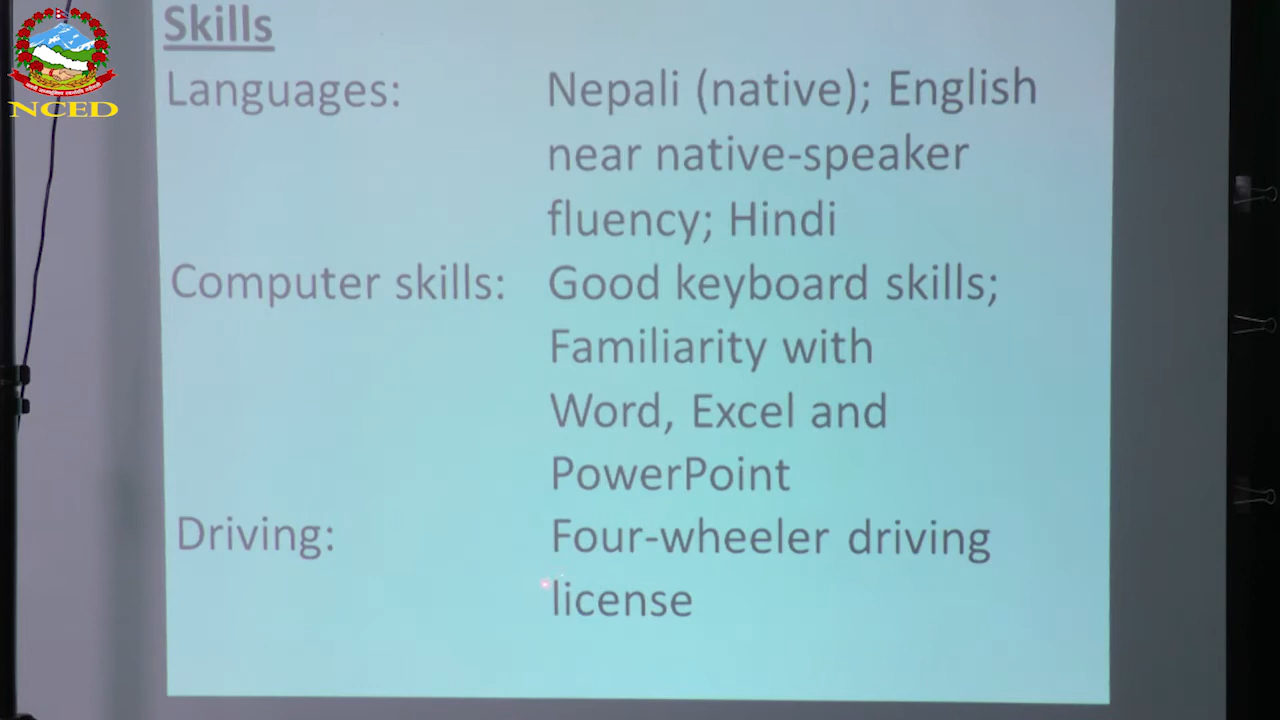 Skills
Languages: Nepali (native); English
near native-speaker
fluency; Hindi
Computer skills: Good keyboard skills;
Familiarity with
Word, Excel and
PowerPoint
Driving: Four-wheeler driving
license
NCED